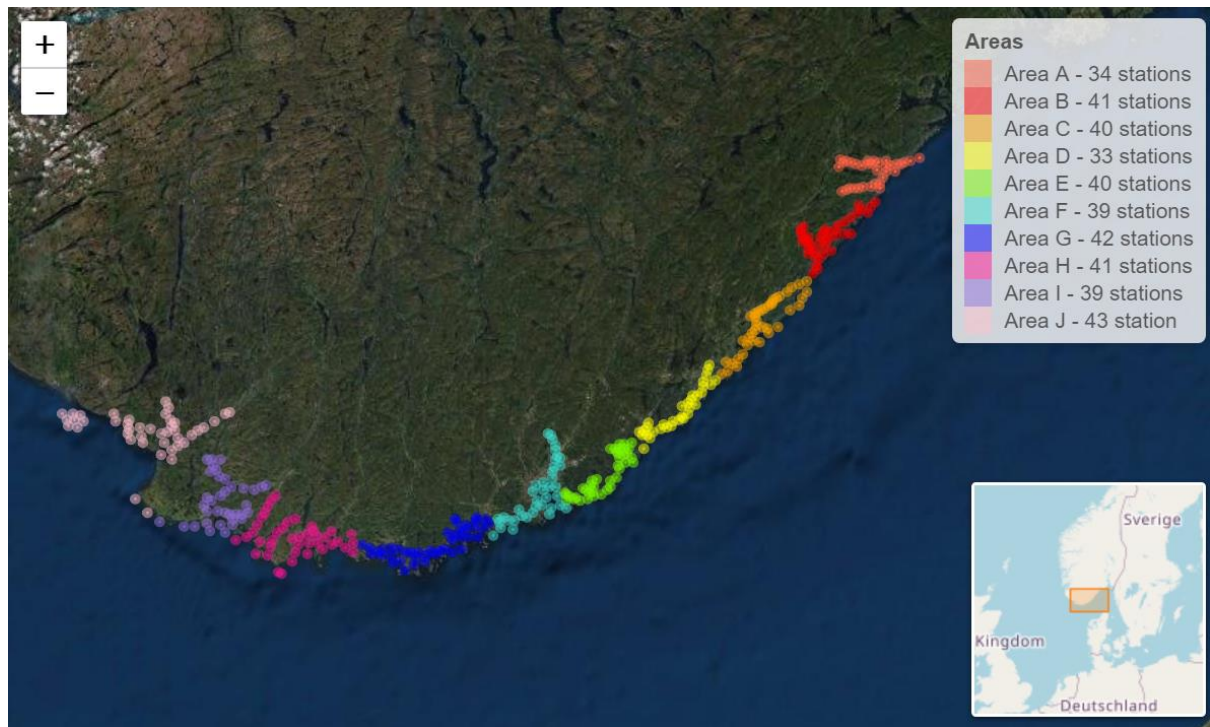 +
−
Areas
Area A - 34 stations
Area B - 41 stations
Area C - 40 stations
Area D - 33 stations
Area E - 40 stations
Area F - 39 stations
Area G - 42 stations
Area H - 41 stations
Area I - 39 stations
Area J - 43 station
Sverige
Kingdom
Deutschland